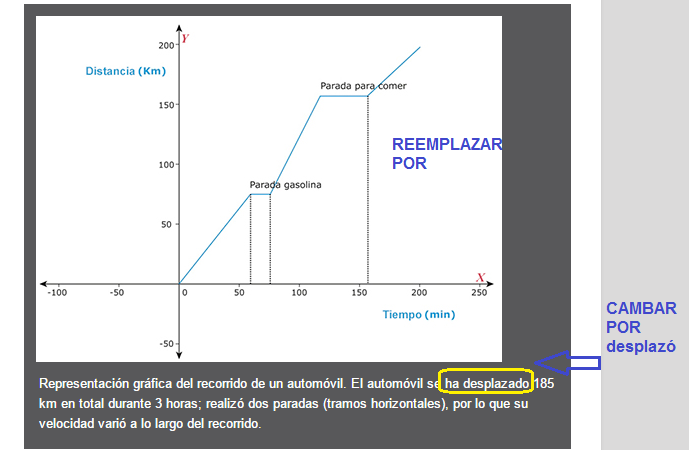 Y
200
Distancia (Km)
Parada para comer
150
REEMPLAZAR
POR
100
Parada gasolina
50
X
-100 -50 0 50 100 150 200 250
Tiempo (min)
-50
CAMBAR
POR
desplazó
Representación gráfica del recorrido de un automóvil. El automóvil se ha desplazado 185
km en total durante 3 horas; realizó dos paradas (tramos horizontales), por lo que su
velocidad varió a lo largo del recorrido.